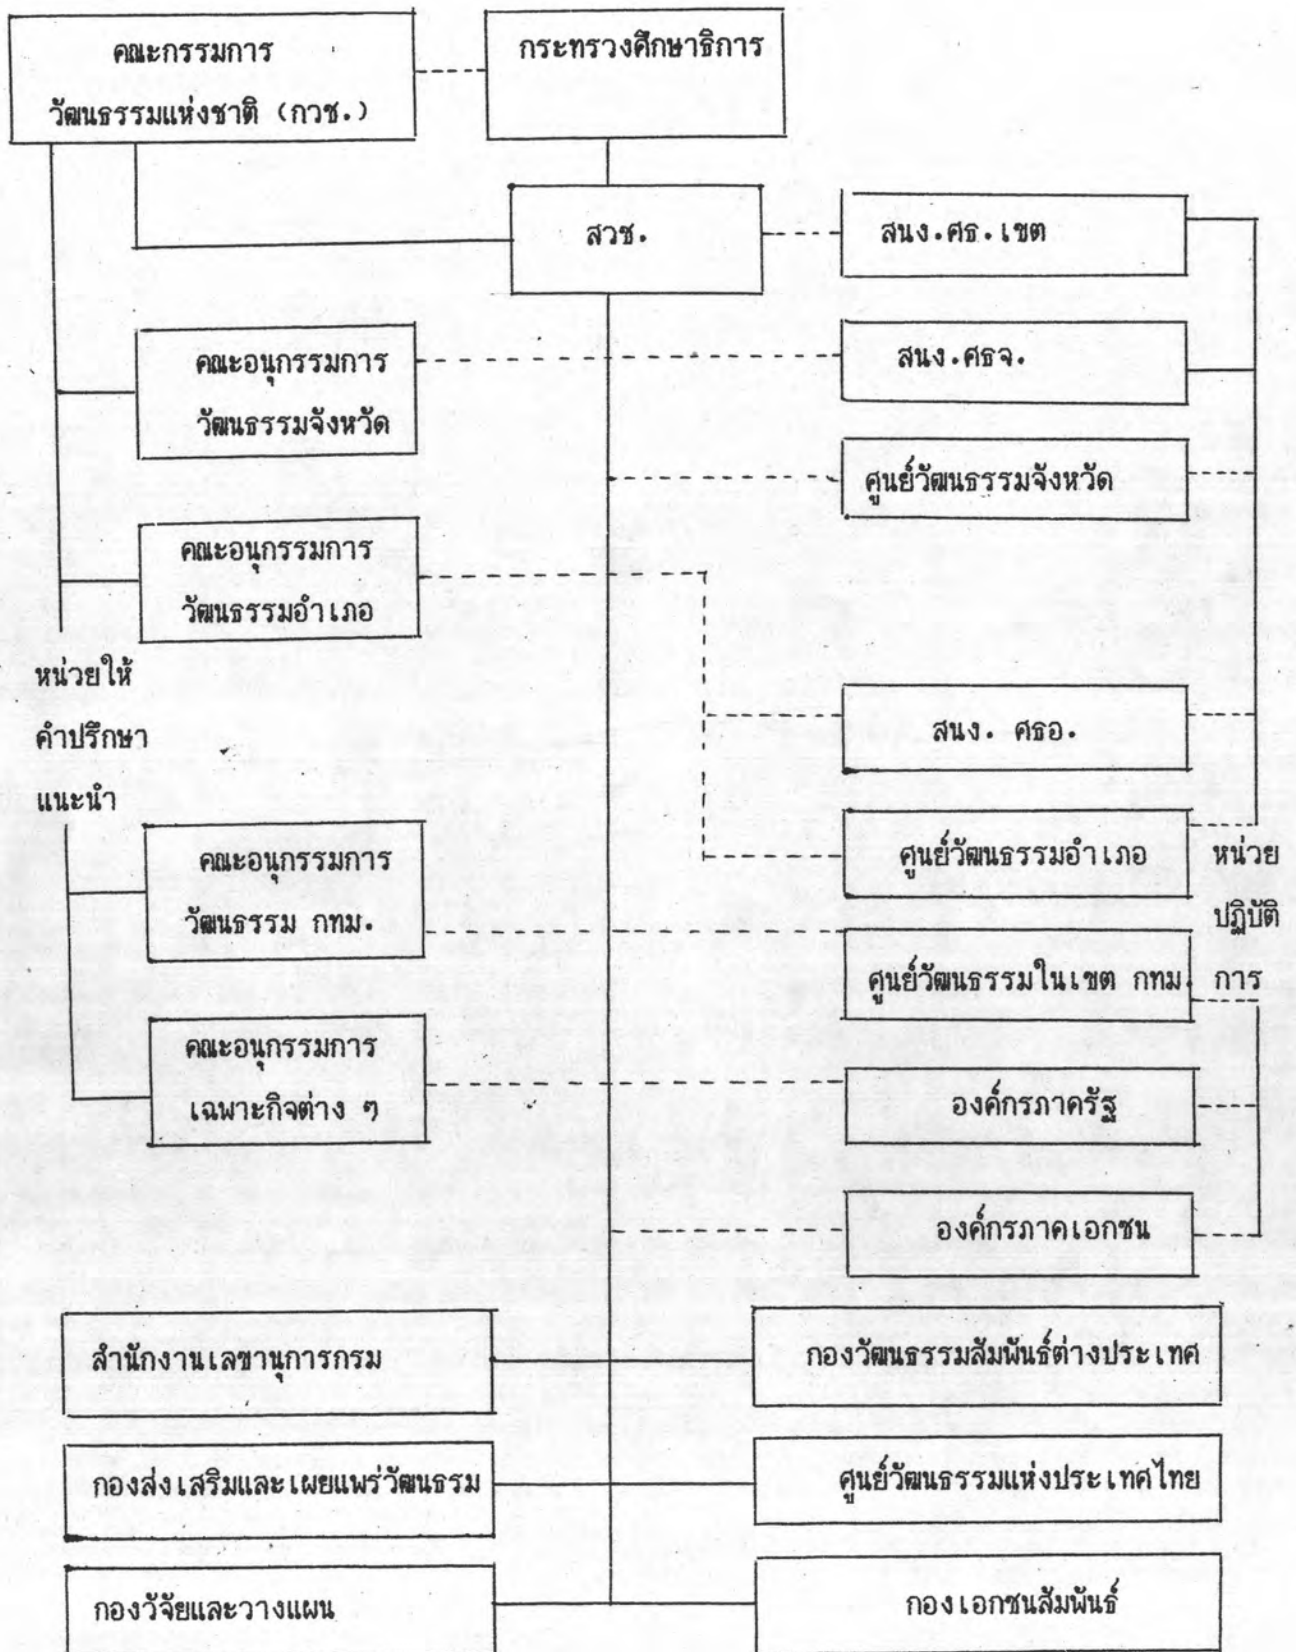 คณะกรรมการ
วัฒนธรรมแห่งชาติ (กวช.)
กระทรวงศึกษาธิการ
สวช.
สนง.ศธ.เขต
คณะอนุกรรมการ
วัฒนธรรมจังหวัด
สนง.ศธจ.
ศูนย์วัฒนธรรมจังหวัด
คณะอนุกรรมการ
วัฒนธรรมอำเภอ
หน่วยให้
คำปรึกษา
แนะนำ
สนง. ศธอ.
คณะอนุกรรมการ
วัฒนธรรม กทม.
ศูนย์วัฒนธรรมอำเภอ
หน่วย
ปฏิบัติ
การ
ศูนย์วัฒนธรรมในเขต กทม.
คณะอนุกรรมการ
เฉพาะกิจต่าง ๆ
องค์กรภาครัฐ
องค์กรภาคเอกชน
สำนักงานเลขานุการกรม
กองวัฒนธรรมสัมพันธ์ต่างประเทศ
กองส่งเสริมและเผยแพร่วัฒนธรรม
ศูนย์วัฒนธรรมแห่งประเทศไทย
กองวิจัยและวางแผน
กองเอกชนสัมพันธ์